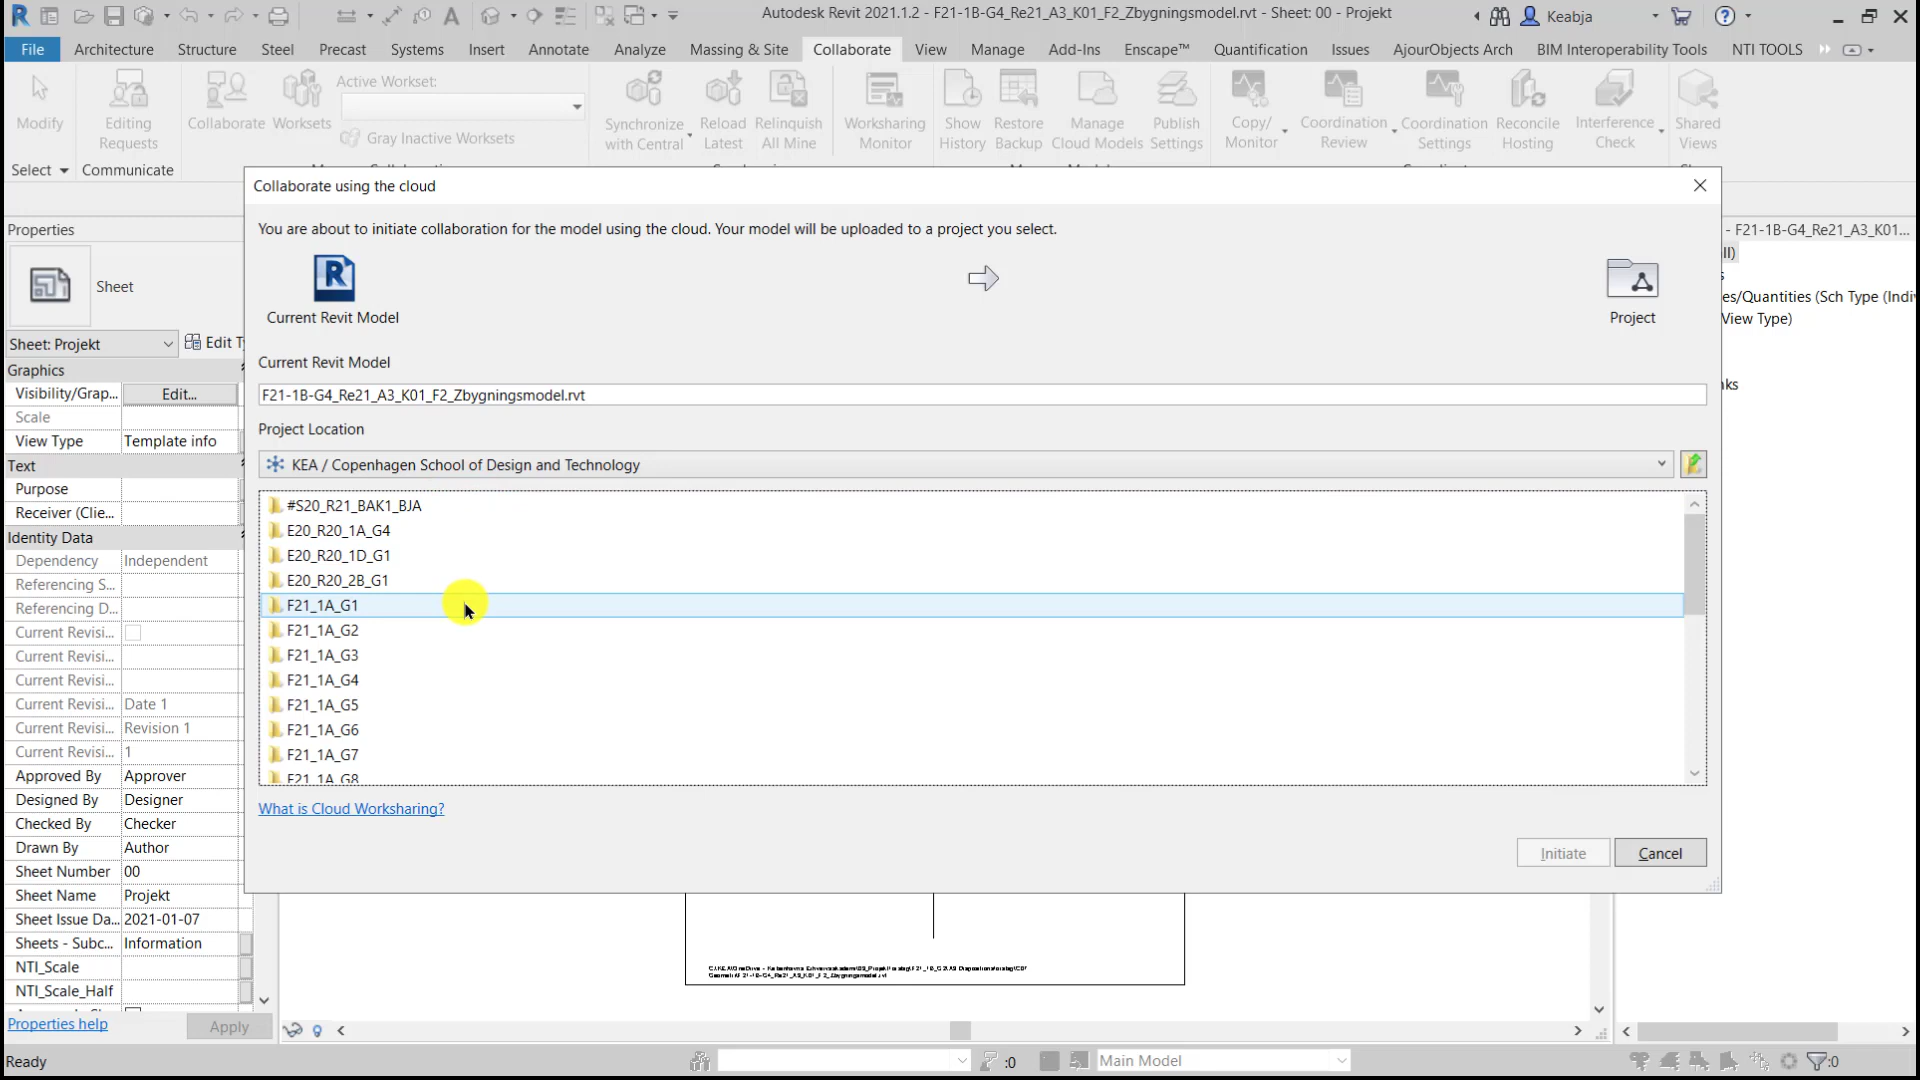 Autodesk Revit 2021.1.2 - F21-1B-G4_Re21_A3_K01_F2_Zbygningsmodel.rvt - Sheet: 00 - Projekt
Keabja
File Architecture Structure Steel Precast Systems Insert Annotate Analyze Massing & Site Collaborate View Manage Add-Ins Enscape™ Quantification Issues AjourObjects Arch BIM Interoperability Tools NTI TOOLS
Modify
Editing Requests
Collaborate
Worksets
Active Workset:
Gray Inactive Worksets
Synchronize with Central
Reload Latest
Relinquish All Mine
Worksharing Monitor
Show History
Restore Backup
Manage Cloud Models
Publish Settings
Copy/ Monitor
Coordination Review
Coordination Settings
Reconcile Hosting
Interference Check
Shared Views
Select
Communicate
Properties
Sheet
Sheet: Projekt
Edit T
Graphics
Visibility/Grap... Edit...
Scale
View Type Template info
Text
Purpose
Receiver (Clie...
Identity Data
Dependency Independent
Referencing S...
Referencing D...
Current Revisi...
Current Revisi...
Current Revisi...
Current Revisi... Date 1
Current Revisi... Revision 1
Current Revisi... 1
Approved By Approver
Designed By Designer
Checked By Checker
Drawn By Author
Sheet Number 00
Sheet Name Projekt
Sheet Issue Da... 2021-01-07
Sheets - Subc... Information
NTI_Scale
NTI_Scale_Half
Properties help
Apply
Collaborate using the cloud
You are about to initiate collaboration for the model using the cloud. Your model will be uploaded to a project you select.
Current Revit Model
Project
Current Revit Model
F21-1B-G4_Re21_A3_K01_F2_Zbygningsmodel.rvt
Project Location
KEA / Copenhagen School of Design and Technology
#S20_R21_BAK1_BJA
E20_R20_1A_G4
E20_R20_1D_G1
E20_R20_2B_G1
F21_1A_G1
F21_1A_G2
F21_1A_G3
F21_1A_G4
F21_1A_G5
F21_1A_G6
F21_1A_G7
F21_1A_G8
What is Cloud Worksharing?
Initiate
Cancel
- F21-1B-G4_Re21_A3_K01...
ll)
s
es/Quantities (Sch Type (Indiv
View Type)
nks
Ready
:0
Main Model
:0